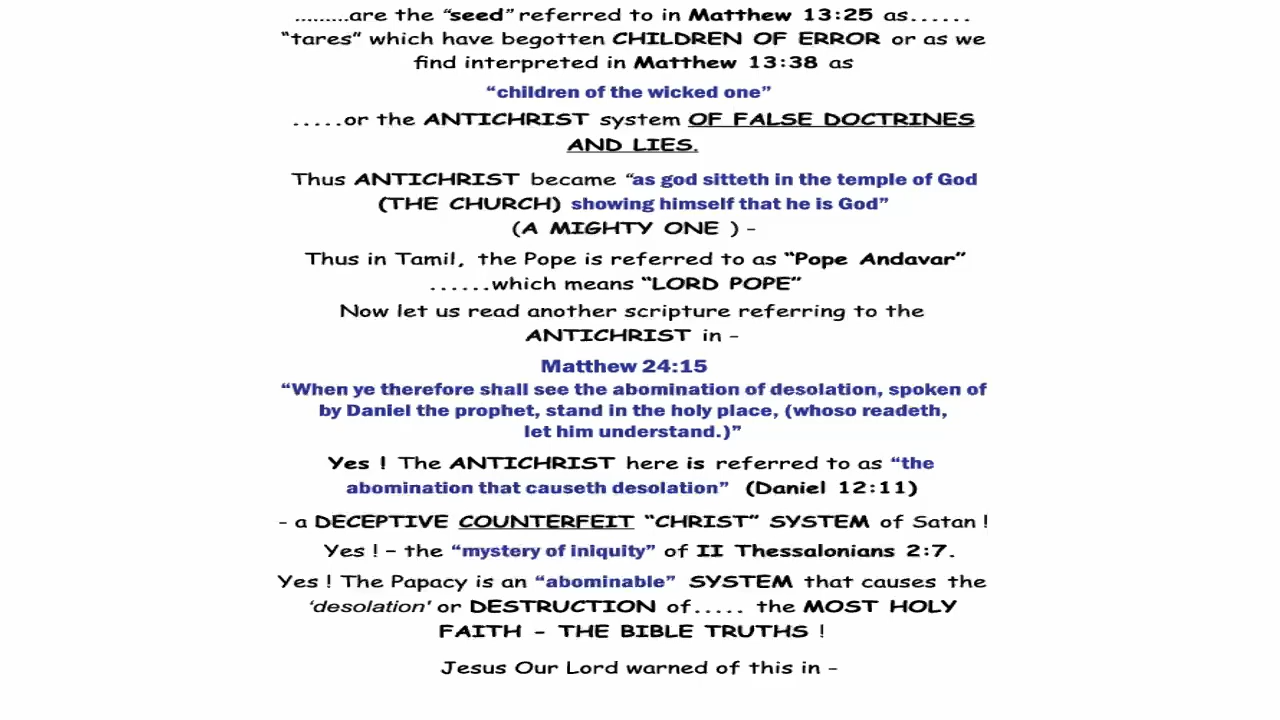 .........are the “seed” referred to in Matthew 13:25 as......
“tares” which have begotten CHILDREN OF ERROR or as we
find interpreted in Matthew 13:38 as
“children of the wicked one”
.....or the ANTICHRIST system OF FALSE DOCTRINES
AND LIES.
Thus ANTICHRIST became “as god sitteth in the temple of God
(THE CHURCH) showing himself that he is God”
(A MIGHTY ONE ) -
Thus in Tamil, the Pope is referred to as “Pope Andavar”
......which means “LORD POPE”
Now let us read another scripture referring to the
ANTICHRIST in -
Matthew 24:15
“When ye therefore shall see the abomination of desolation, spoken of
by Daniel the prophet, stand in the holy place, (whoso readeth,
let him understand.)”
Yes ! The ANTICHRIST here is referred to as “the
abomination that causeth desolation” (Daniel 12:11)
- a DECEPTIVE COUNTERFEIT “CHRIST” SYSTEM of Satan !
Yes ! – the “mystery of iniquity” of II Thessalonians 2:7.
Yes ! The Papacy is an “abominable” SYSTEM that causes the
‘desolation’ or DESTRUCTION of..... the MOST HOLY
FAITH - THE BIBLE TRUTHS !
Jesus Our Lord warned of this in -